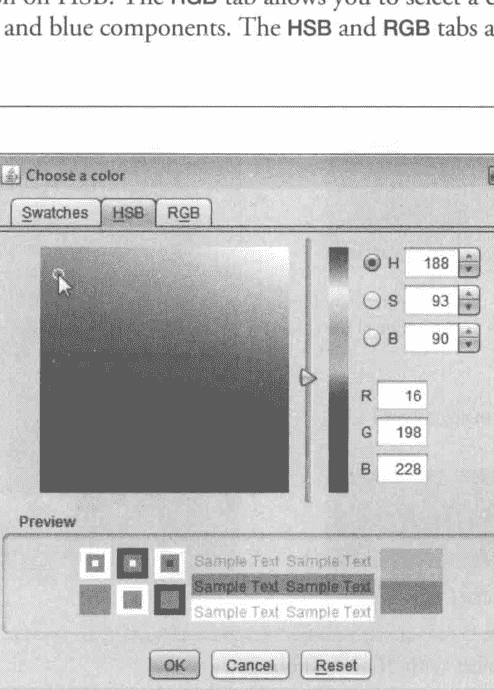 on HSB. The RGB tab allows you to select a
and blue components. The HSB and RGB tabs a
Choose a color
Swatches HSB RGB
H 188
S 93
B 90
R 16
G 198
B 228
Preview
Sample Text Sample Text
Sample Text Sample Text
Sample Text Sample Text
OK Cancel Reset